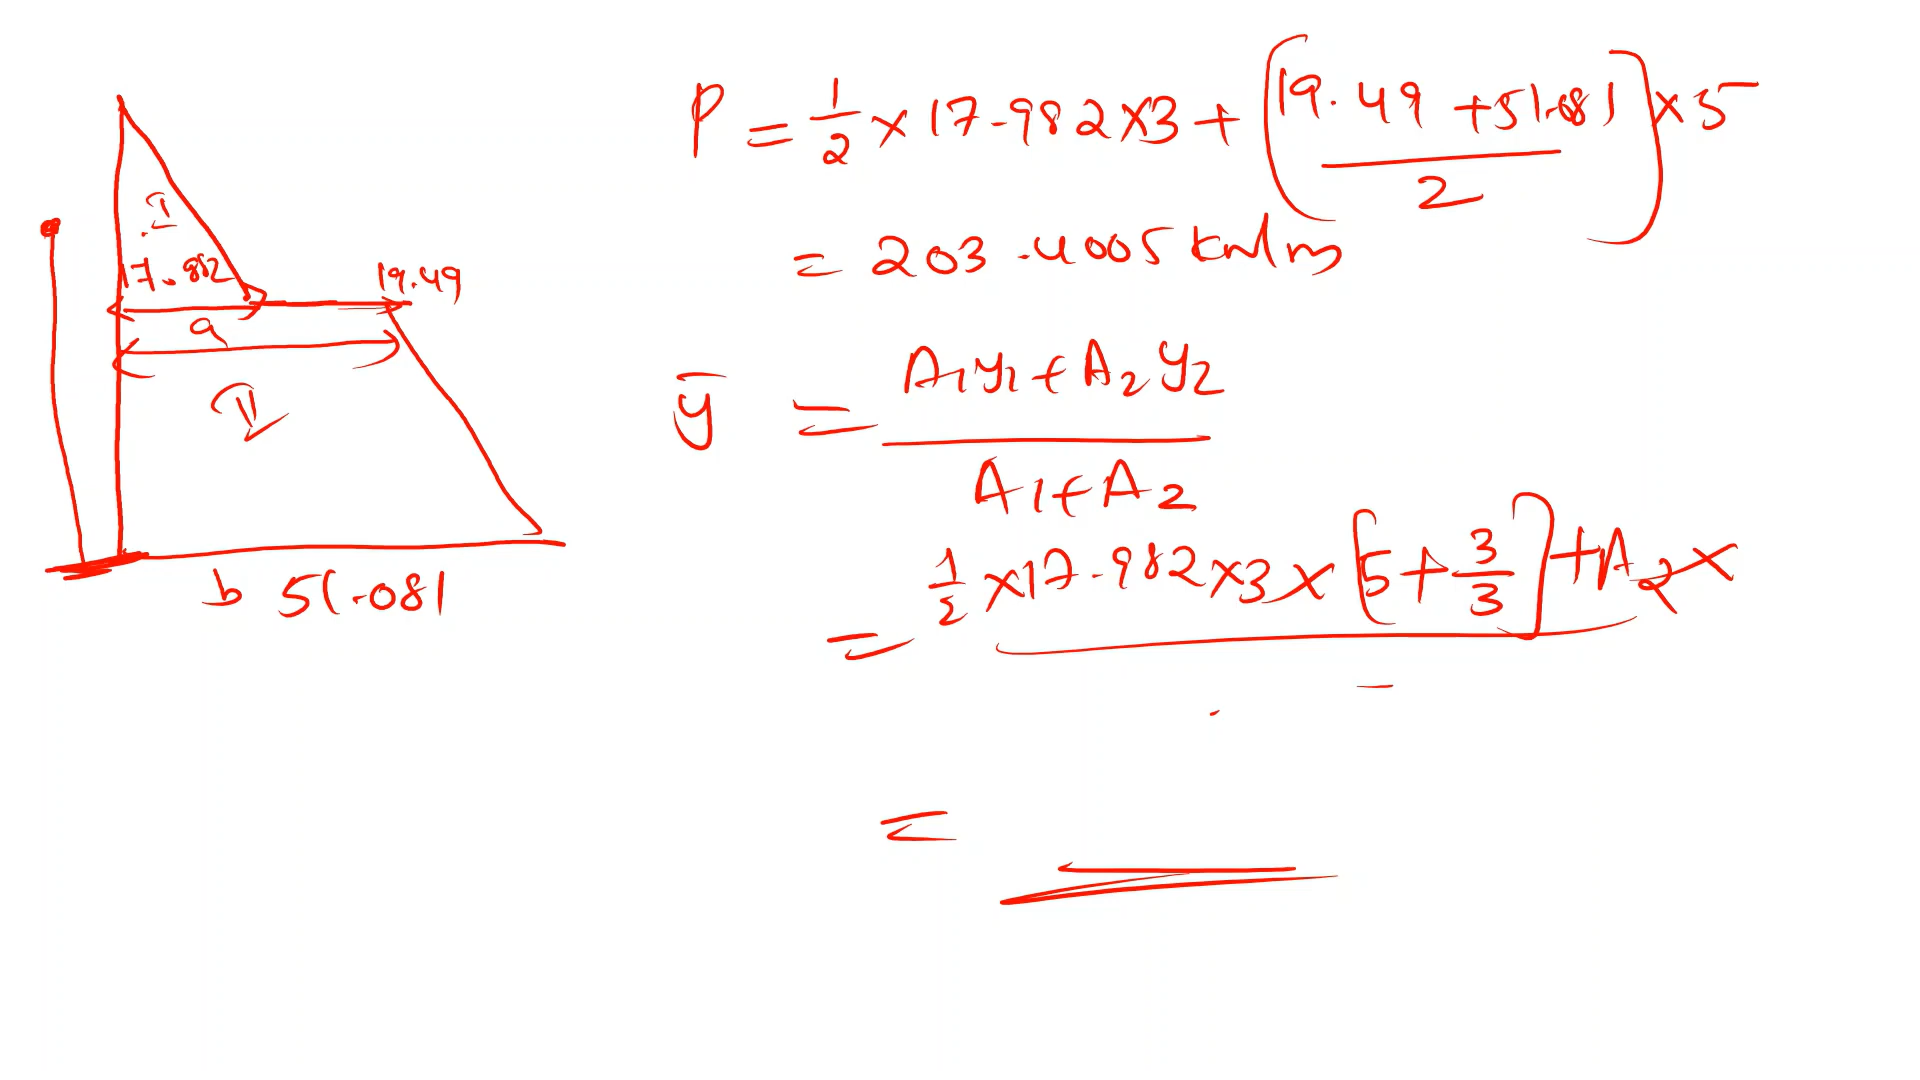 P = 1/2 × 17.982 × 3 + [(19.49 + 51.081)/2] × 5
= 203.4005 kN/m
I
17.982
19.49
a
II
b 51.081
ȳ = (A1y1 + A2y2)/(A1 + A2)
= 1/2 × 17.982 × 3 × [5 + 3/3] + A2 ×
=